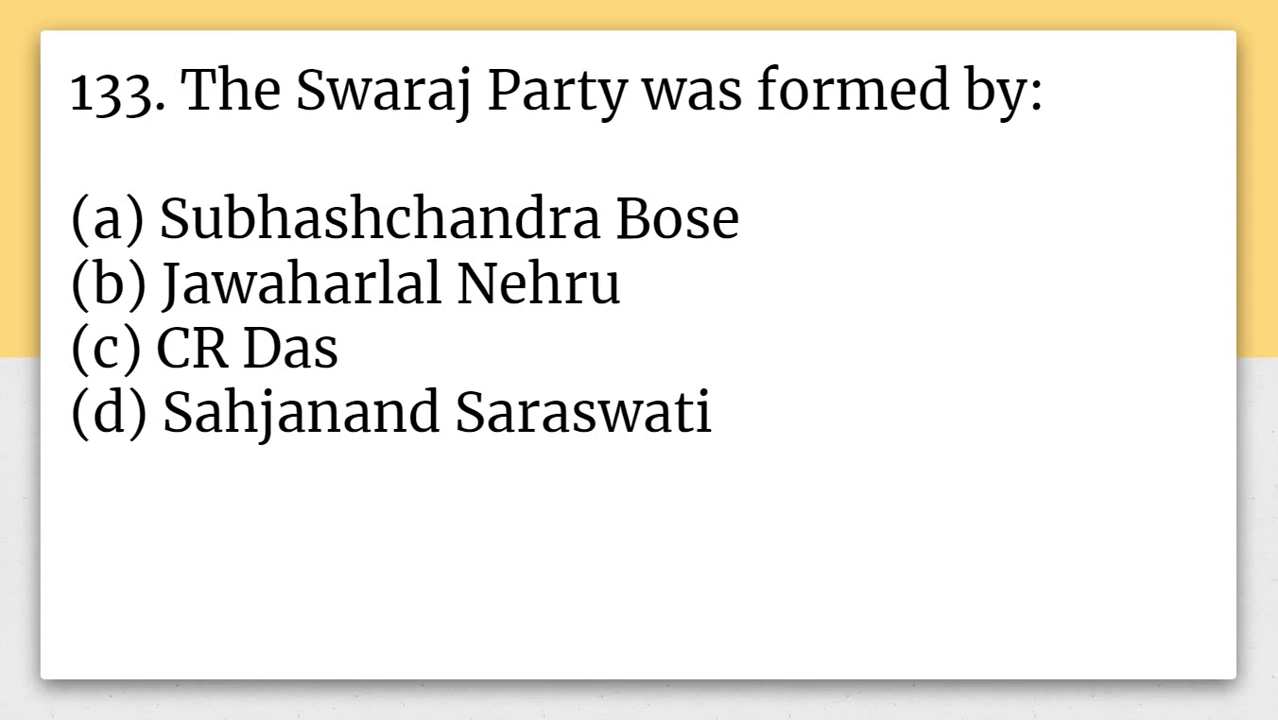 133. The Swaraj Party was formed by:
(a) Subhashchandra Bose
(b) Jawaharlal Nehru
(c) CR Das
(d) Sahjanand Saraswati